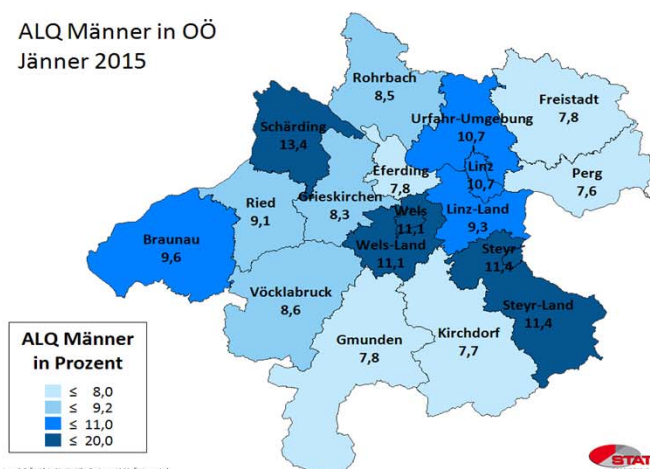 ALQ Männer in OÖ
Jänner 2015
Rohrbach
8,5
Freistadt
7,8
Urfahr-Umgebung
10,7
Schärding
13,4
Linz
10,7
Eferding
7,8
Perg
7,6
Ried
9,1
Grieskirchen
8,3
Wels
11,1
Linz-Land
9,3
Braunau
9,6
Wels-Land
11,1
Steyr
11,4
Vöcklabruck
8,6
Steyr-Land
11,4
Gmunden
7,8
Kirchdorf
7,7
ALQ Männer
in Prozent
≤ 8,0
≤ 9,2
≤ 11,0
≤ 20,0
STAT